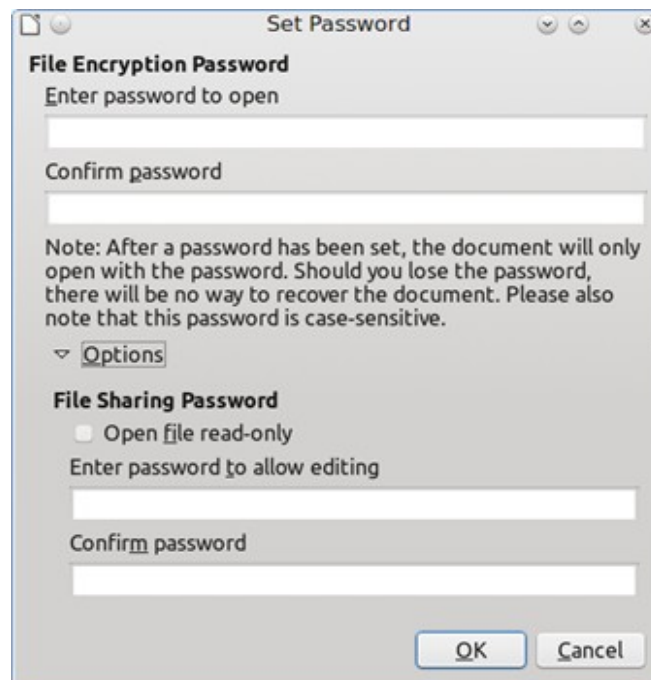 Set Password
File Encryption Password
Enter password to open
Confirm password
Note: After a password has been set, the document will only
open with the password. Should you lose the password,
there will be no way to recover the document. Please also
note that this password is case-sensitive.
Options
File Sharing Password
Open file read-only
Enter password to allow editing
Confirm password
OK Cancel